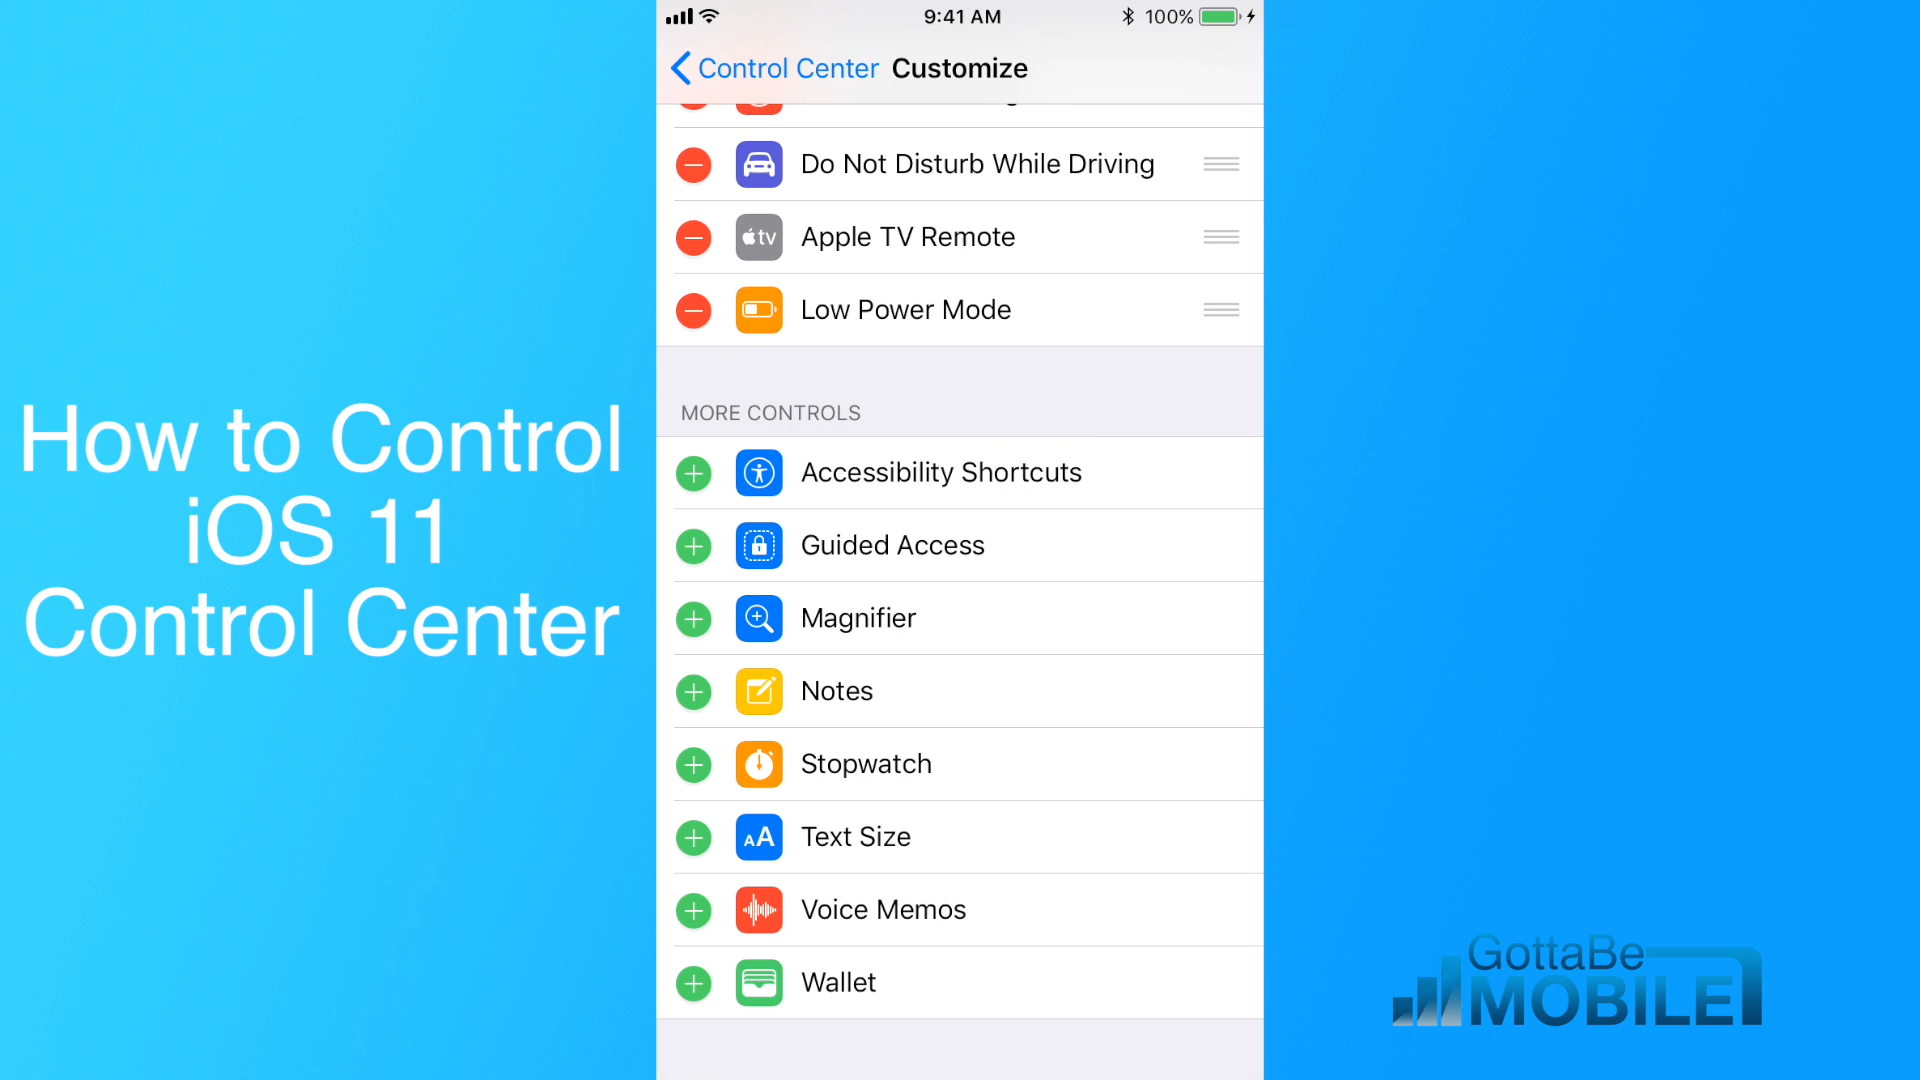 9:41 AM
100%
Control Center Customize
Do Not Disturb While Driving
tv
Apple TV Remote
Low Power Mode
MORE CONTROLS
Accessibility Shortcuts
Guided Access
Magnifier
Notes
Stopwatch
AA
Text Size
Voice Memos
Wallet
How to Control
iOS 11
Control Center
GottaBe
MOBILE